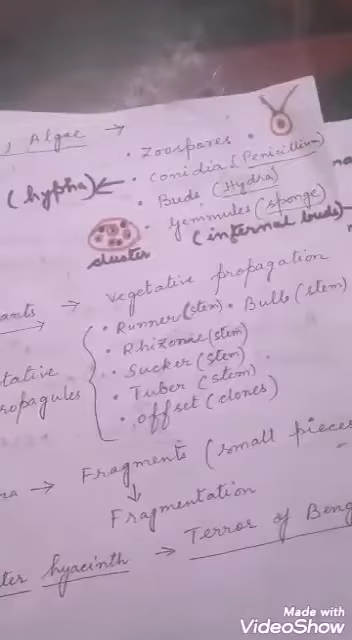 ) Algae →
• Zoospores •
(hypha) ← • Conidia (Penicillium)
• Buds (Hydra)
• Gemmules (sponge)
(internal buds)
cluster
→ Vegetative propagation
• Runner (stem) • Bulb (stem)
• Rhizome (stem)
• Sucker (stem)
• Tuber (stem)
• Offset (clones)
→ Fragments (small pieces
↓
Fragmentation
hyacinth → Terror of Beng
Made with
VideoShow